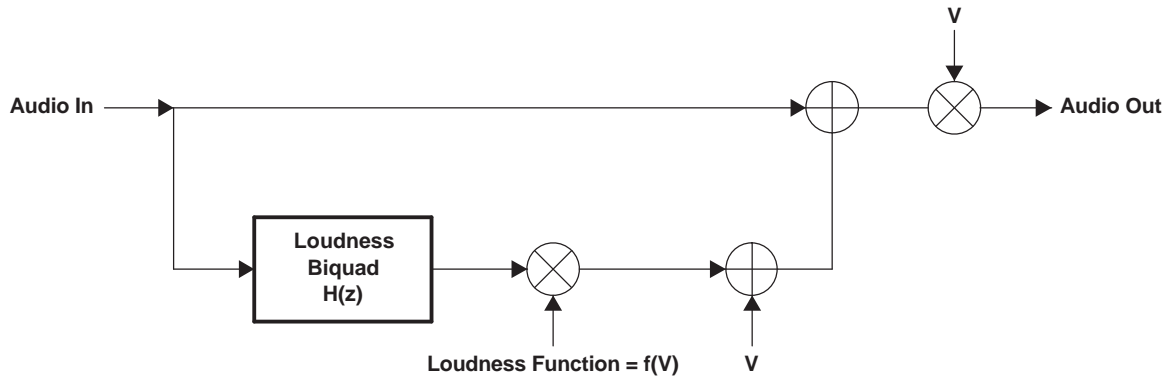 V
Audio In
Audio Out
Loudness
Biquad
H(z)
Loudness Function = f(V)
V